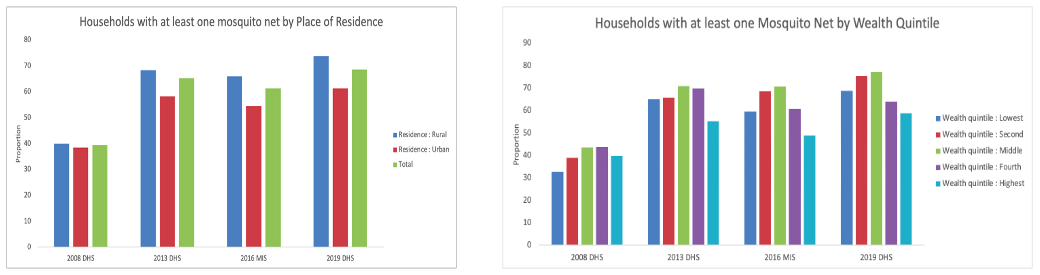 Households with at least one mosquito net by Place of Residence
80
70
60
50
40
30
20
10
0
Proportion
2008 DHS
2013 DHS
2016 MIS
2019 DHS
Residence : Rural
Residence : Urban
Total
Households with at least one Mosquito Net by Wealth Quintile
90
80
70
60
50
40
30
20
10
0
Proportion
2008 DHS
2013 DHS
2016 MIS
2019 DHS
Wealth quintile : Lowest
Wealth quintile : Second
Wealth quintile : Middle
Wealth quintile : Fourth
Wealth quintile : Highest